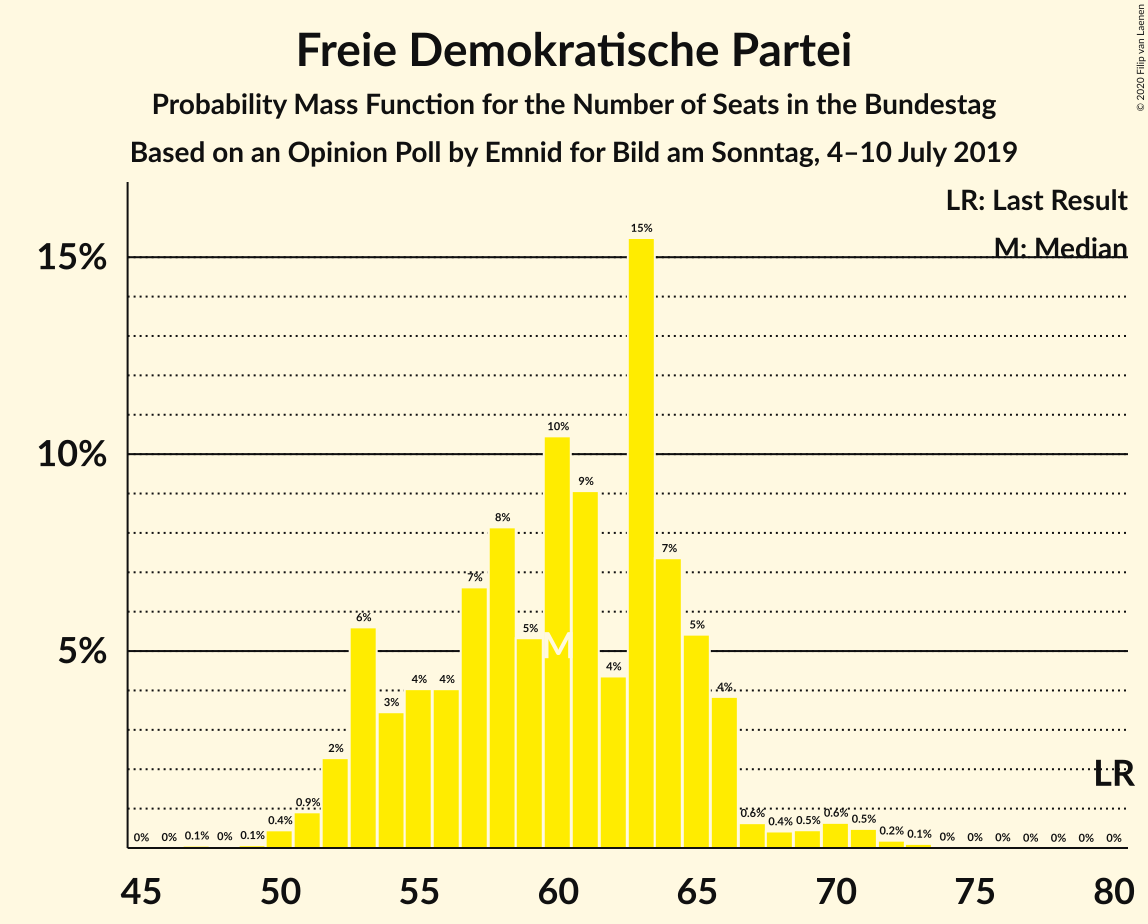 Freie Demokratische Partei
Probability Mass Function for the Number of Seats in the Bundestag
Based on an Opinion Poll by Emnid for Bild am Sonntag, 4–10 July 2019
© 2020 Filip van Laenen
LR: Last Result
M: Median
15%
10%
5%
0% 0% 0.1% 0% 0.1% 0.4% 0.9% 2% 6% 3% 4% 4% 7% 8% 5% 10% 9% 4% 15% 7% 5% 4% 0.6% 0.4% 0.5% 0.6% 0.5% 0.2% 0.1% 0% 0% 0% 0% 0% 0% 0%
M
LR
45 50 55 60 65 70 75 80